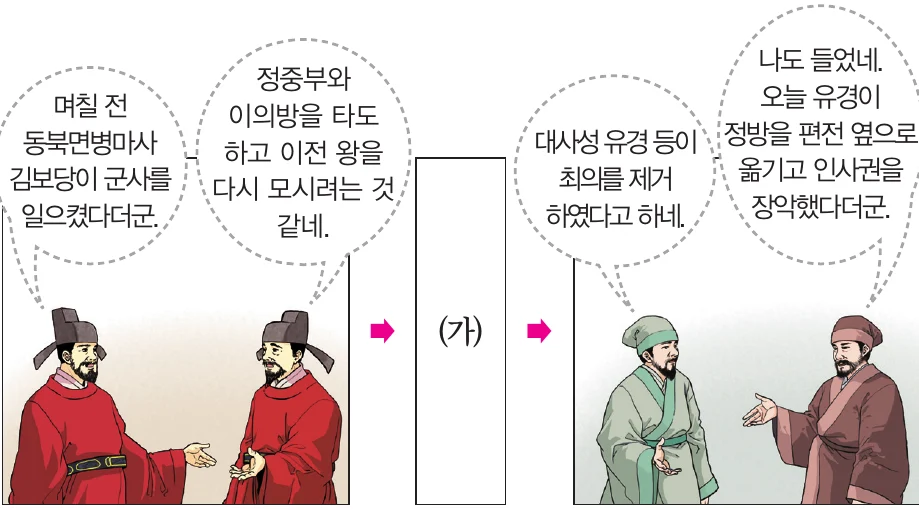 며칠 전
동북면병마사
김보당이 군사를
일으켰다더군.
정중부와
이의방을 타도
하고 이전 왕을
다시 모시려는 것
같네.
(가)
대사성 유경 등이
최의를 제거
하였다고 하네.
나도 들었네.
오늘 유경이
정방을 편전 옆으로
옮기고 인사권을
장악했다더군.